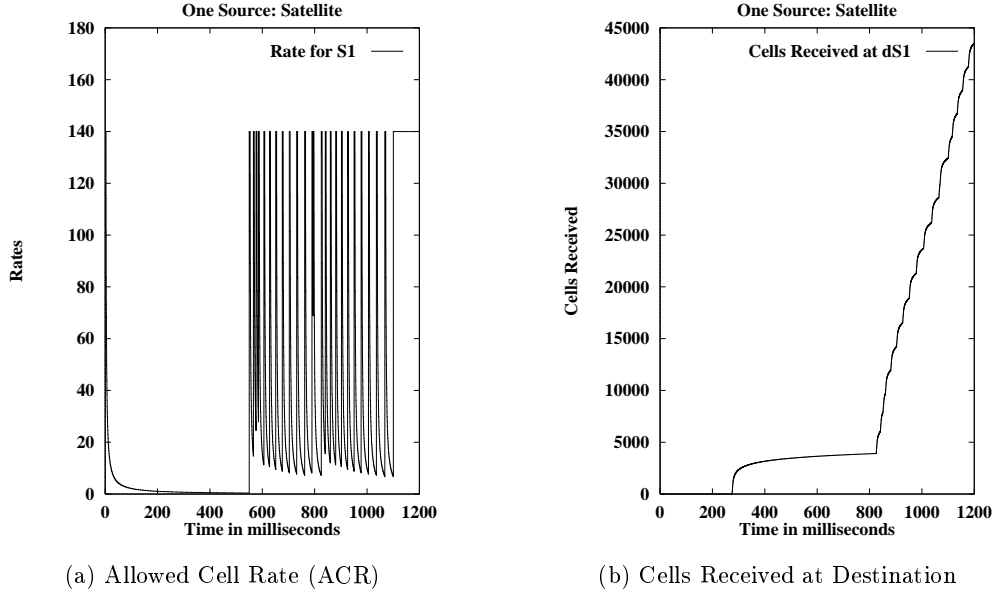 One Source: Satellite
180
160
140
120
100
80
60
40
20
0
0 200 400 600 800 1000 1200
Rates
Time in milliseconds
Rate for S1
(a) Allowed Cell Rate (ACR)
One Source: Satellite
45000
40000
35000
30000
25000
20000
15000
10000
5000
0
0 200 400 600 800 1000 1200
Cells Received
Time in milliseconds
Cells Received at dS1
(b) Cells Received at Destination